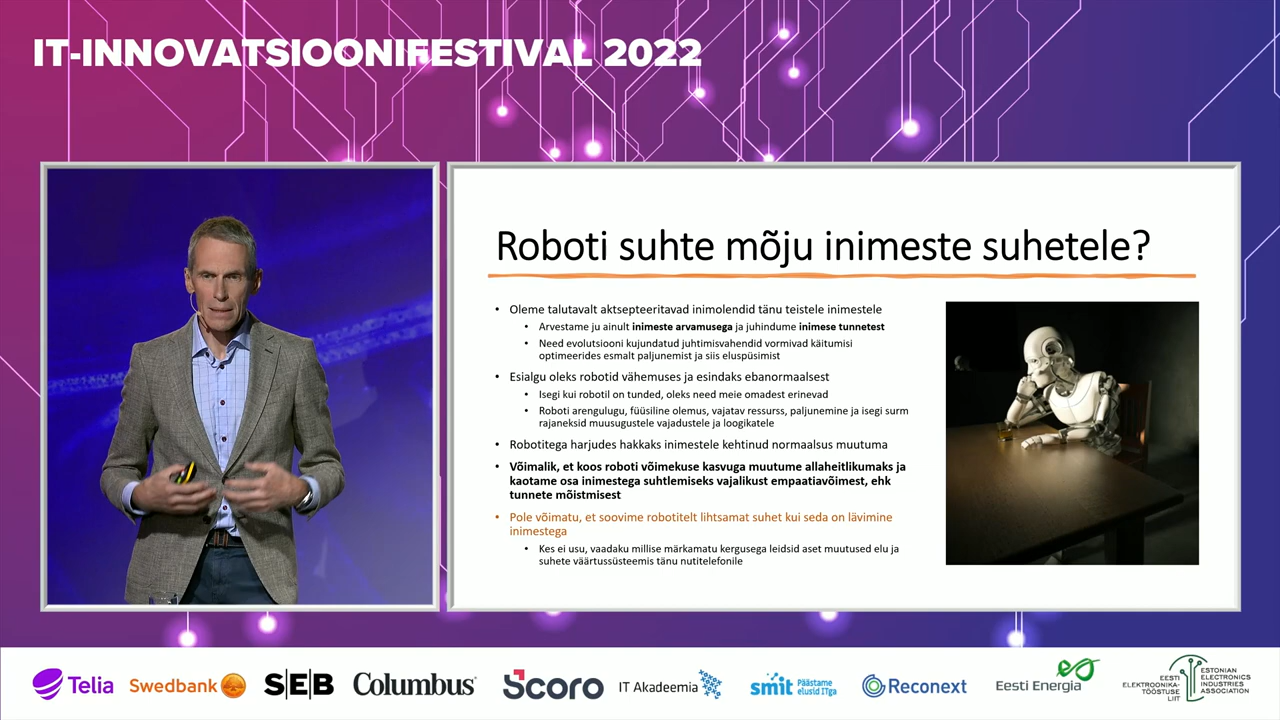 IT-INNOVATSIOONIFESTIVAL 2022
Roboti suhte mõju inimeste suhetele?
• Oleme talutavalt aktsepteeritavad inimolendid tänu teistele inimestele
• Arvestame ju ainult inimeste arvamusega ja juhindume inimese tunnetest
• Need evolutsiooni kujundatud juhtimisvahendid vormivad käitumisi
optimeerides esmalt paljunemist ja siis eluspüsimist
• Esialgu oleks robotid vähemuses ja esindaks ebanormaalsest
• Isegi kui robotil on tunded, oleks need meie omadest erinevad
• Roboti arengulugu, füüsiline olemus, vajatav ressurss, paljunemine ja isegi surm
rajaneksid muusugustele vajadustele ja loogikatele
• Robotitega harjudes hakkaks inimestele kehtinud normaalsus muutuma
• Võimalik, et koos roboti võimekuse kasvuga muutume allaheitlikumaks ja
kaotame osa inimestega suhtlemiseks vajalikust empaatiavõimest, ehk
tunnete mõistmisest
• Pole võimatu, et soovime robotitelt lihtsamat suhet kui seda on lävimine
inimestega
• Kes ei usu, vaadaku millise märkamatu kergusega leidsid aset muutused elu ja
suhete väärtussüsteemis tänu nutitelefonile
Telia
Swedbank
S|E|B
Columbus
Scoro
IT Akadeemia
smit
Päästame
elusid ITga
Reconext
Eesti Energia
EESTI
ELEKTROONIKA-
TÖÖSTUSE
LIIT
ESTONIAN
ELECTRONICS
INDUSTRIES
ASSOCIATION